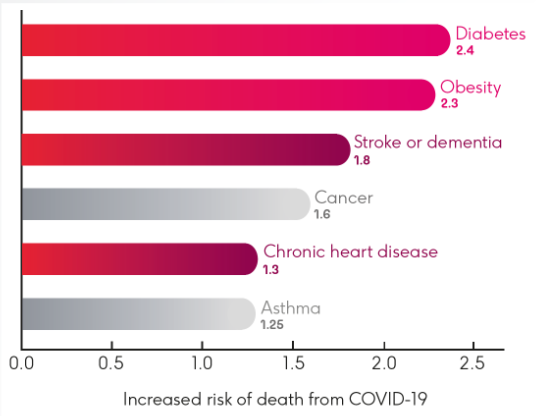 Diabetes
2.4
Obesity
2.3
Stroke or dementia
1.8
Cancer
1.6
Chronic heart disease
1.3
Asthma
1.25
0.0 0.5 1.0 1.5 2.0 2.5
Increased risk of death from COVID-19